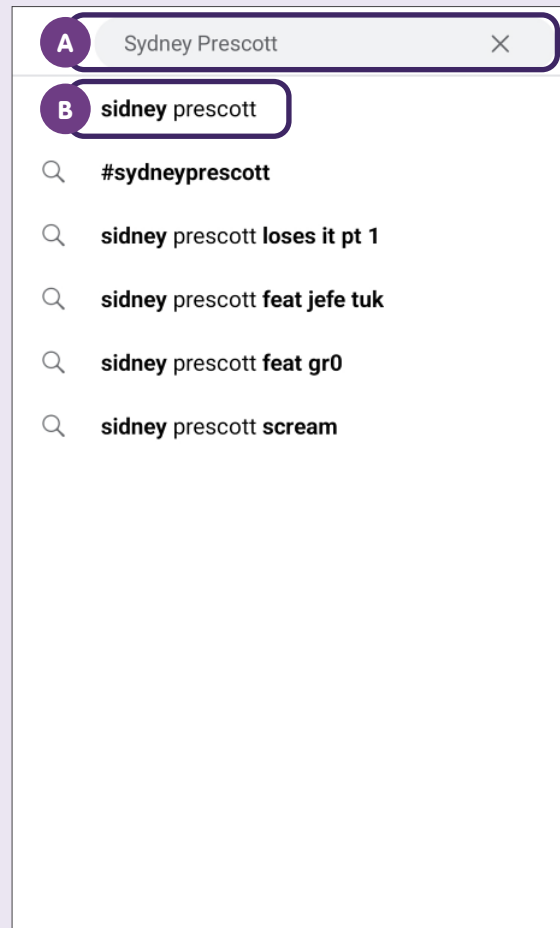 A Sydney Prescott
B sidney prescott
#sydneyprescott
sidney prescott loses it pt 1
sidney prescott feat jefe tuk
sidney prescott feat gr0
sidney prescott scream